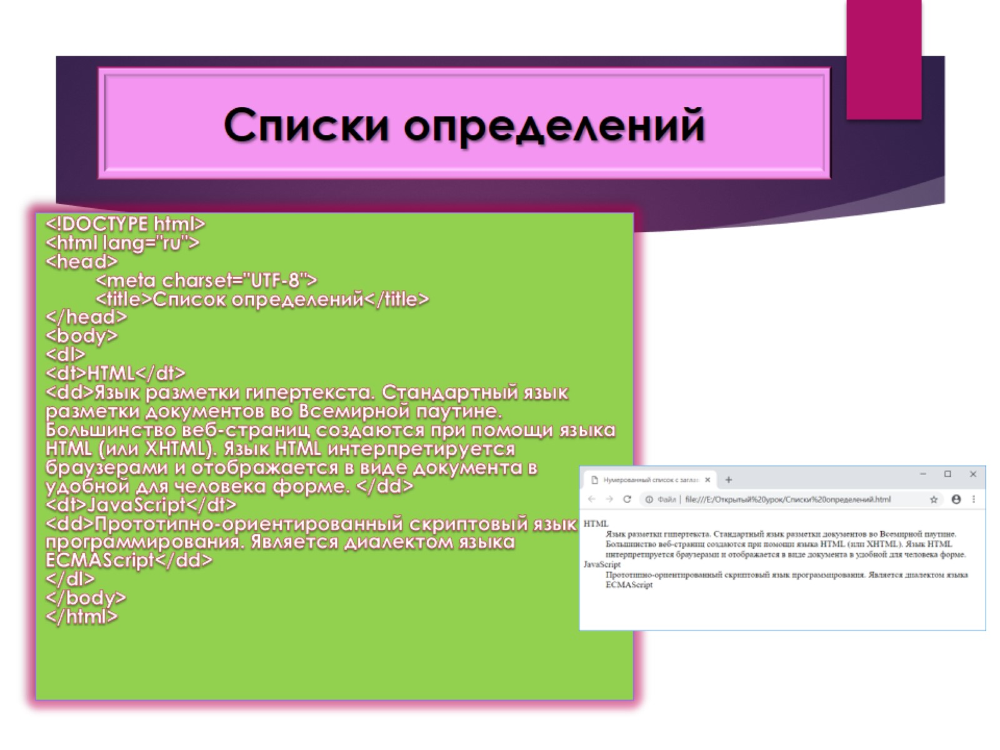 Списки определений
<!DOCTYPE html>
<html lang="ru">
<head>
<meta charset="UTF-8">
<title>Список определений</title>
</head>
<body>
<dl>
<dt>HTML</dt>
<dd>Язык разметки гипертекста. Стандартный язык
разметки документов во Всемирной паутине.
Большинство веб-страниц создаются при помощи языка
HTML (или XHTML). Язык HTML интерпретируется
браузерами и отображается в виде документа в
удобной для человека форме. </dd>
<dt>JavaScript</dt>
<dd>Прототипно-ориентированный скриптовый язык
программирования. Является диалектом языка
ECMAScript</dd>
</dl>
</body>
</html>
Нумерованный список с
Файл | file:///E:/Открытый%20урок/Списки%20определений.html
HTML
Язык разметки гипертекста. Стандартный язык разметки документов во Всемирной паутине.
Большинство веб-страниц создаются при помощи языка HTML (или XHTML). Язык HTML
интерпретируется браузерами и отображается в виде документа в удобной для человека форме.
JavaScript
Прототипно-ориентированный скриптовый язык программирования. Является диалектом языка
ECMAScript